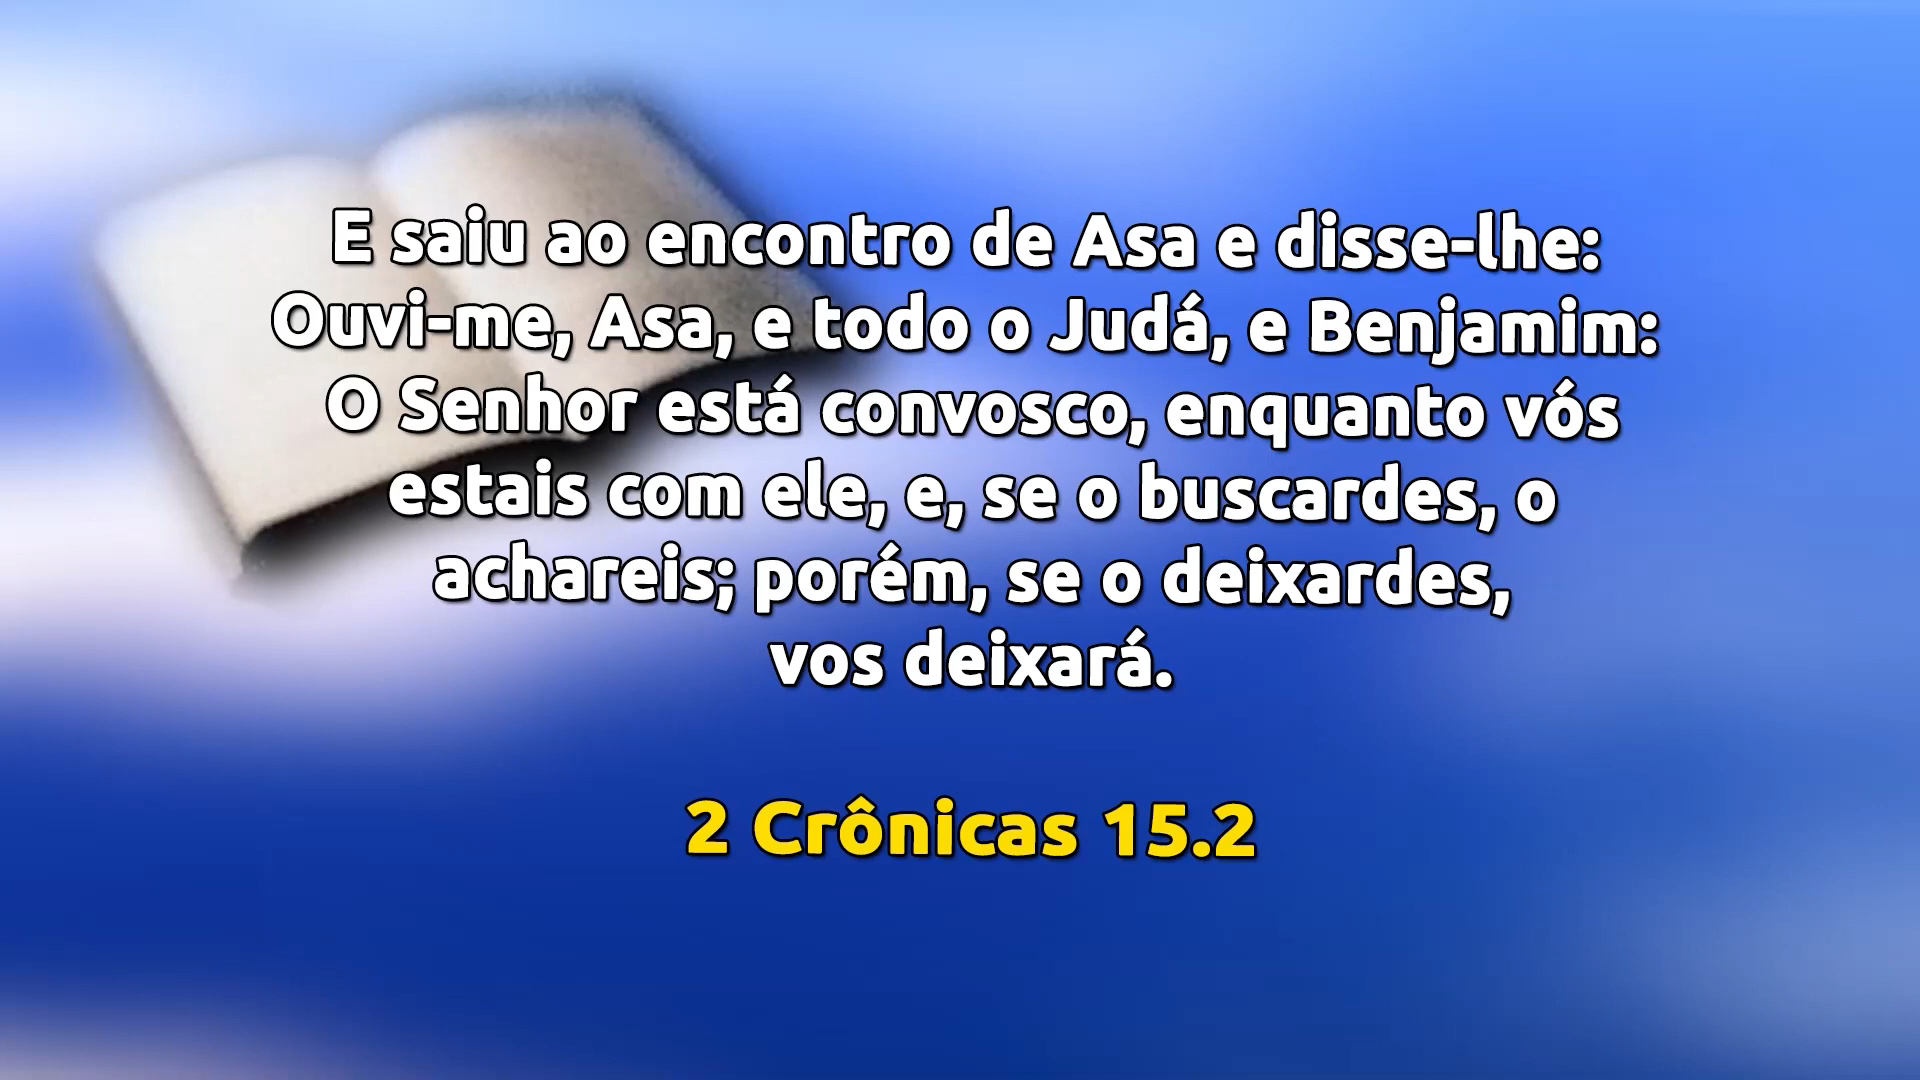 E saiu ao encontro de Asa e disse-lhe:
Ouvi-me, Asa, e todo o Judá, e Benjamim:
O Senhor está convosco, enquanto vós
estais com ele, e, se o buscardes, o
achareis; porém, se o deixardes,
vos deixará.
2 Crônicas 15.2